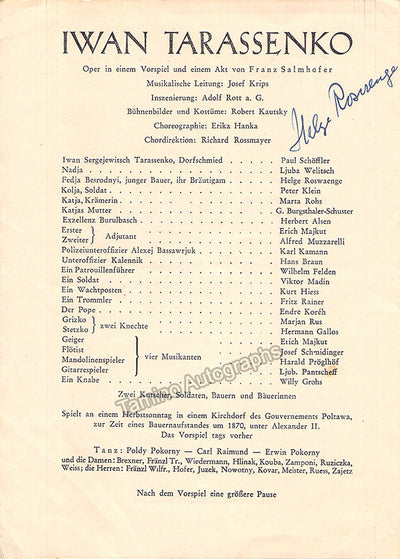 IWAN TARASSENKO
Oper in einem Vorspiel und einem Akt von Franz Salmhofer
Musikalische Leitung: Josef Krips
Inszenierung: Adolf Rott a. G.
Bühnenbilder und Kostüme: Robert Kautsky
Choreographie: Erika Hanka
Chordirektion: Richard Rossmayer
Helge Roswaenge
Iwan Sergejewitsch Tarassenko, Dorfschmied . . . . . Paul Schöffler
Nadja . . . . . Ljuba Welitsch
Fedja Besrodnyi, junger Bauer, ihr Bräutigam . . . . Helge Roswaenge
Kolja, Soldat . . . . . Peter Klein
Katja, Krämerin . . . . . Marta Rohs
Katjas Mutter . . . . . G. Burgsthaler-Schuster
Exzellenz Burulbasch . . . . . Herbert Alsen
Erster } Adjutant . . . . . Erich Majkut
Zweiter } Alfred Muzzarelli
Polizeiunteroffizier Alexej Bassawrjuk . . . . . Karl Kamann
Unteroffizier Kalennik . . . . . Hans Braun
Ein Patrouillenführer . . . . . Wilhelm Felden
Ein Soldat . . . . . Viktor Madin
Ein Wachtposten . . . . . Kurt Hiess
Ein Trommler . . . . . Fritz Rainer
Der Pope . . . . . Endre Koréh
Grizko } zwei Knechte . . . . . Marjan Rus
Stetzko } Hermann Gallos
Geiger } Erich Majkut
Flötist } vier Musikanten . . . . . Josef Schmidinger
Mandolinenspieler } Harald Pröglhöf
Gitarrespieler } Ljub. Pantscheff
Ein Knabe . . . . . Willy Grohs
Zwei Kutscher, Soldaten, Bauern und Bäuerinnen
Tamino Autographs
Spielt an einem Herbstsonntag in einem Kirchdorf des Gouvernements Poltawa,
zur Zeit eines Bauernaufstandes um 1870, unter Alexander II.
Das Vorspiel tags vorher
Tanz: Poldy Pokorny — Carl Raimund — Erwin Pokorny
und die Damen: Brexner, Fränzl Tr., Wiedermann, Hlinak, Kouba, Zamponi, Ruziczka,
Weiss; die Herren: Fränzl Wilfr., Hofer, Juzek, Nowotny, Kovar, Meister, Ruess, Zajetz
Nach dem Vorspiel eine größere Pause